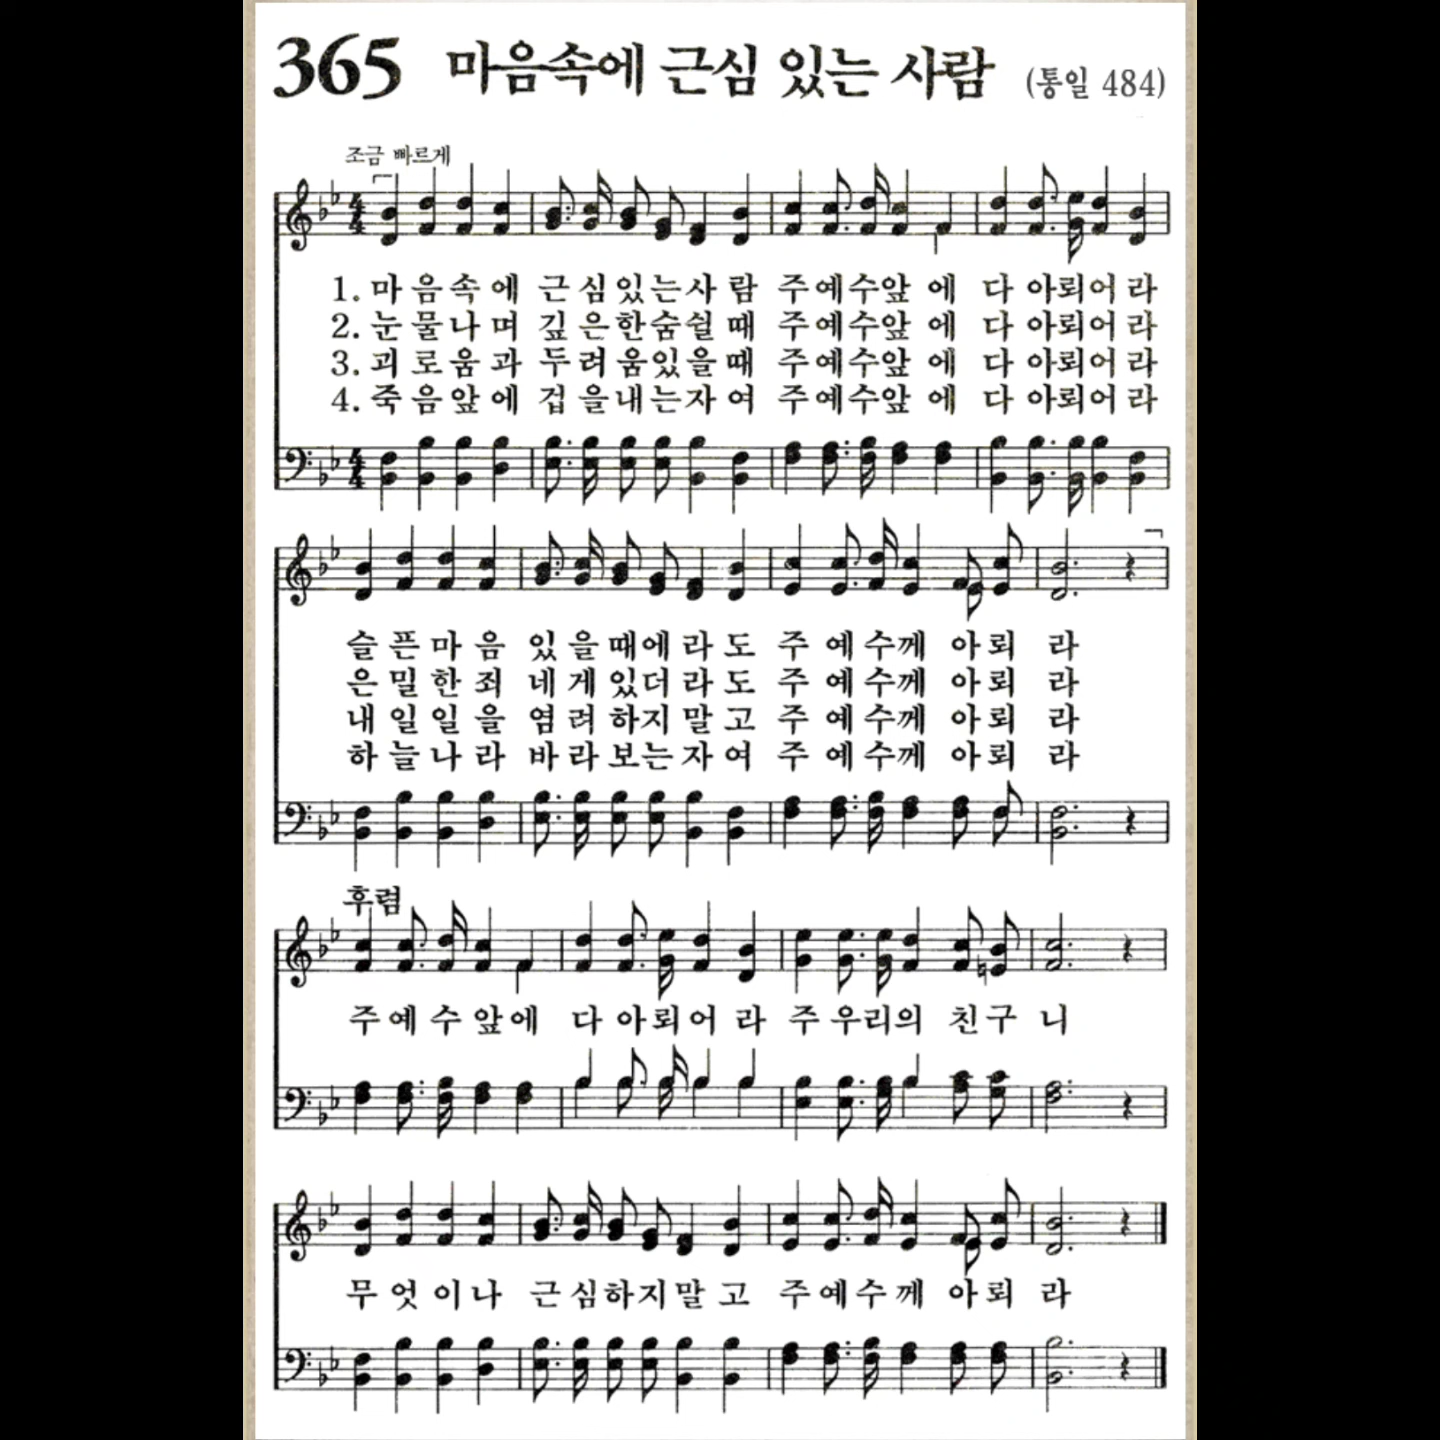 365 마음속에 근심 있는 사람 (통일 484)
조금 빠르게
1. 마음속에 근심있는사람 주예수앞에 다아뢰어라
2. 눈물나며 깊은한숨쉴때 주예수앞에 다아뢰어라
3. 괴로움과 두려움있을때 주예수앞에 다아뢰어라
4. 죽음앞에 겁을내는자여 주예수앞에 다아뢰어라
슬픈마음 있을때에라도 주예수께 아뢰라
은밀한죄 네게있더라도 주예수께 아뢰라
내일일을 염려하지말고 주예수께 아뢰라
하늘나라 바라보는자여 주예수께 아뢰라
후렴
주예수앞에 다아뢰어라 주우리의 친구니
무엇이나 근심하지말고 주예수께 아뢰라